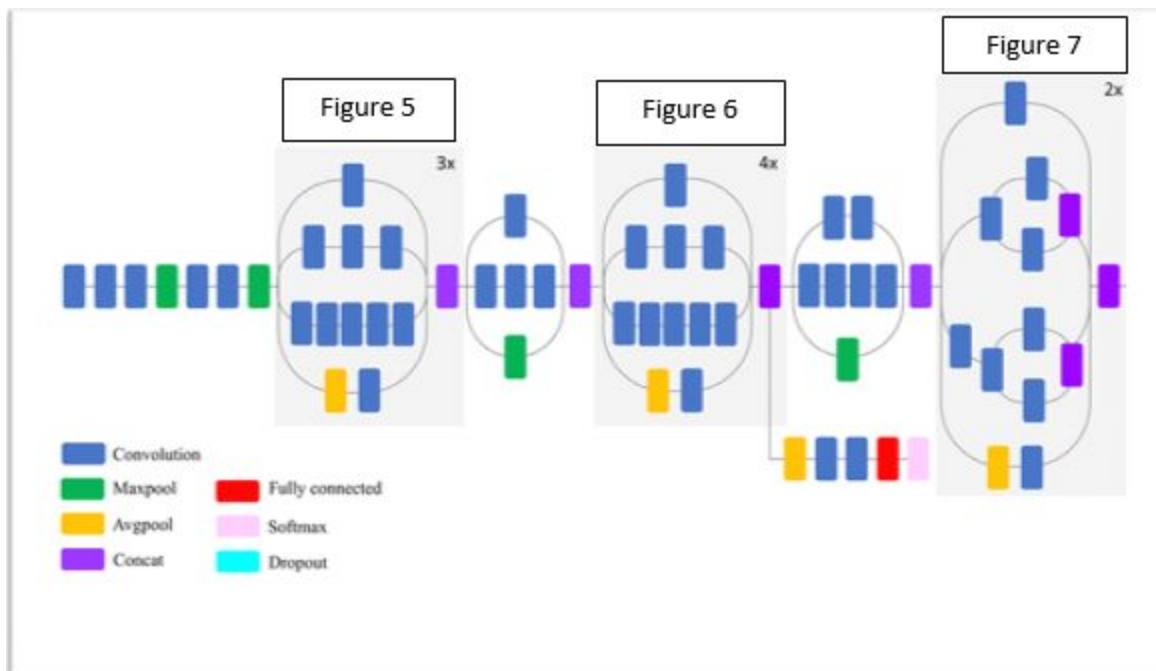 Figure 7
Figure 5
Figure 6
2x
3x
4x
Convolution
Maxpool
Fully connected
Avgpool
Softmax
Concat
Dropout